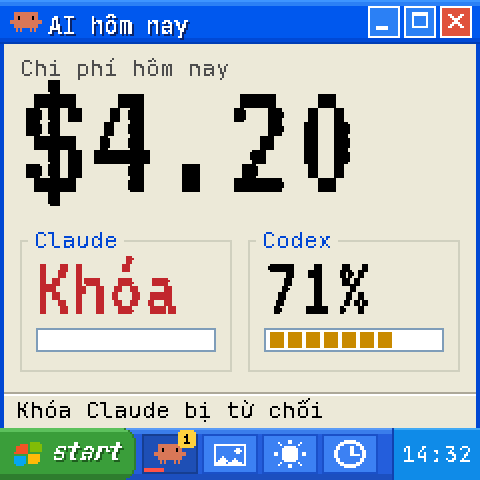 AI hôm nay
Chi phí hôm nay
$4.20
Claude
Khóa
Codex
71%
Khóa Claude bị từ chối
start
1
14:32